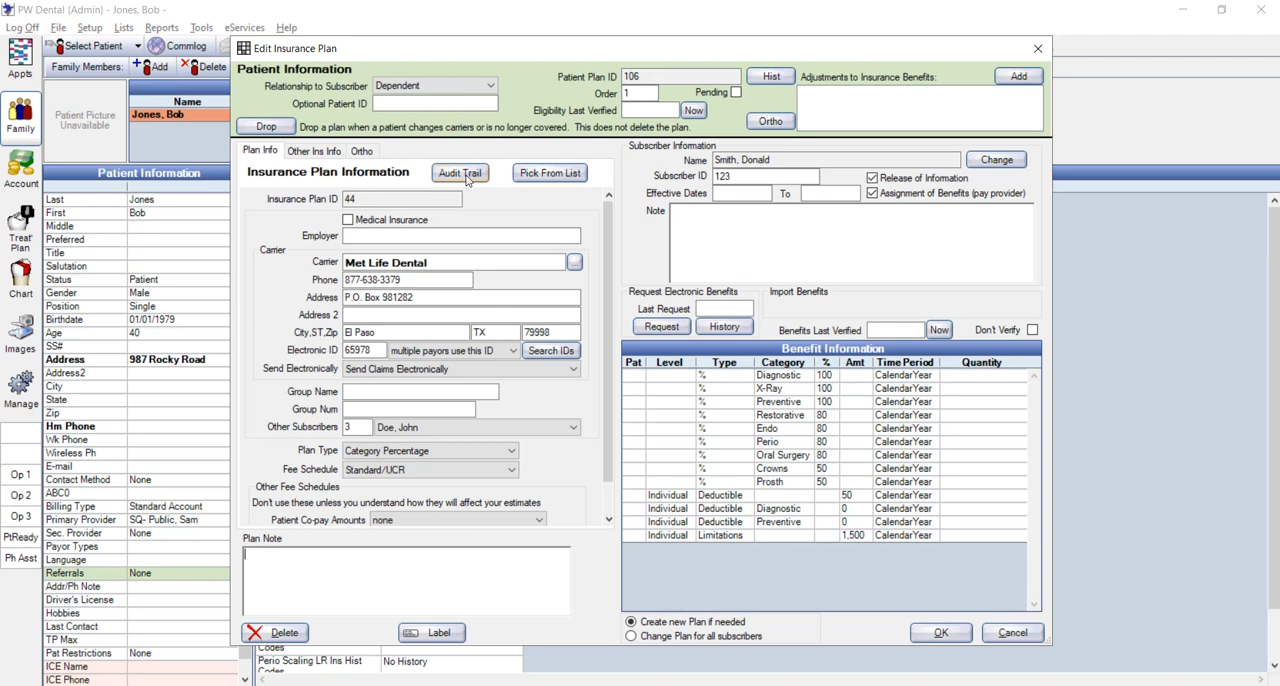 PW Dental (Admin) - Jones, Bob -
Log Off File Setup Lists Reports Tools eServices Help
Select Patient Commlog
Family Members: Add Delete
Appts
Family
Account
Treat'
Plan
Chart
Images
Manage
Op 1
Op 2
Op 3
PtReady
Ph Asst
Patient Picture
Unavailable
Name
Jones, Bob
Patient Information
Last Jones
First Bob
Middle
Preferred
Title
Salutation
Status Patient
Gender Male
Position Single
Birthdate 01/01/1979
Age 40
SS#
Address 987 Rocky Road
Address2
City
State
Zip
Hm Phone
Wk Phone
Wireless Ph
E-mail
Contact Method None
ABC0
Billing Type Standard Account
Primary Provider SQ- Public, Sam
Sec. Provider None
Payor Types
Language
Referrals None
Addr/Ph Note
Driver's License
Hobbies
Last Contact
TP Max
Pat Restrictions None
ICE Name
ICE Phone
Codes
Perio Scaling LR Ins Hist No History
Codes
Edit Insurance Plan
Patient Information
Relationship to Subscriber Dependent
Optional Patient ID
Drop Drop a plan when a patient changes carriers or is no longer covered. This does not delete the plan.
Patient Plan ID 106
Order 1 Pending
Eligibility Last Verified Now
Hist
Ortho
Adjustments to Insurance Benefits: Add
Plan Info Other Ins Info Ortho
Insurance Plan Information Audit Trail Pick From List
Insurance Plan ID 44
Medical Insurance
Employer
Carrier
Carrier Met Life Dental ...
Phone 877-638-3379
Address P.O. Box 981282
Address 2
City,ST,Zip El Paso TX 79998
Electronic ID 65978 multiple payors use this ID Search IDs
Send Electronically Send Claims Electronically
Group Name
Group Num
Other Subscribers 3 Doe, John
Plan Type Category Percentage
Fee Schedule Standard/UCR
Other Fee Schedules
Don't use these unless you understand how they will affect your estimates
Patient Co-pay Amounts none
Plan Note
Delete Label
Subscriber Information
Name Smith, Donald Change
Subscriber ID 123 Release of Information
Effective Dates To Assignment of Benefits (pay provider)
Note
Request Electronic Benefits Import Benefits
Last Request
Request History Benefits Last Verified Now Don't Verify
Benefit Information
Pat Level Type Category % Amt Time Period Quantity
% Diagnostic 100 CalendarYear
% X-Ray 100 CalendarYear
% Preventive 100 CalendarYear
% Restorative 80 CalendarYear
% Endo 80 CalendarYear
% Perio 80 CalendarYear
% Oral Surgery 80 CalendarYear
% Crowns 50 CalendarYear
% Prosth 50 CalendarYear
Individual Deductible 50 CalendarYear
Individual Deductible Diagnostic 0 CalendarYear
Individual Deductible Preventive 0 CalendarYear
Individual Limitations 1,500 CalendarYear
Create new Plan if needed
Change Plan for all subscribers
OK Cancel